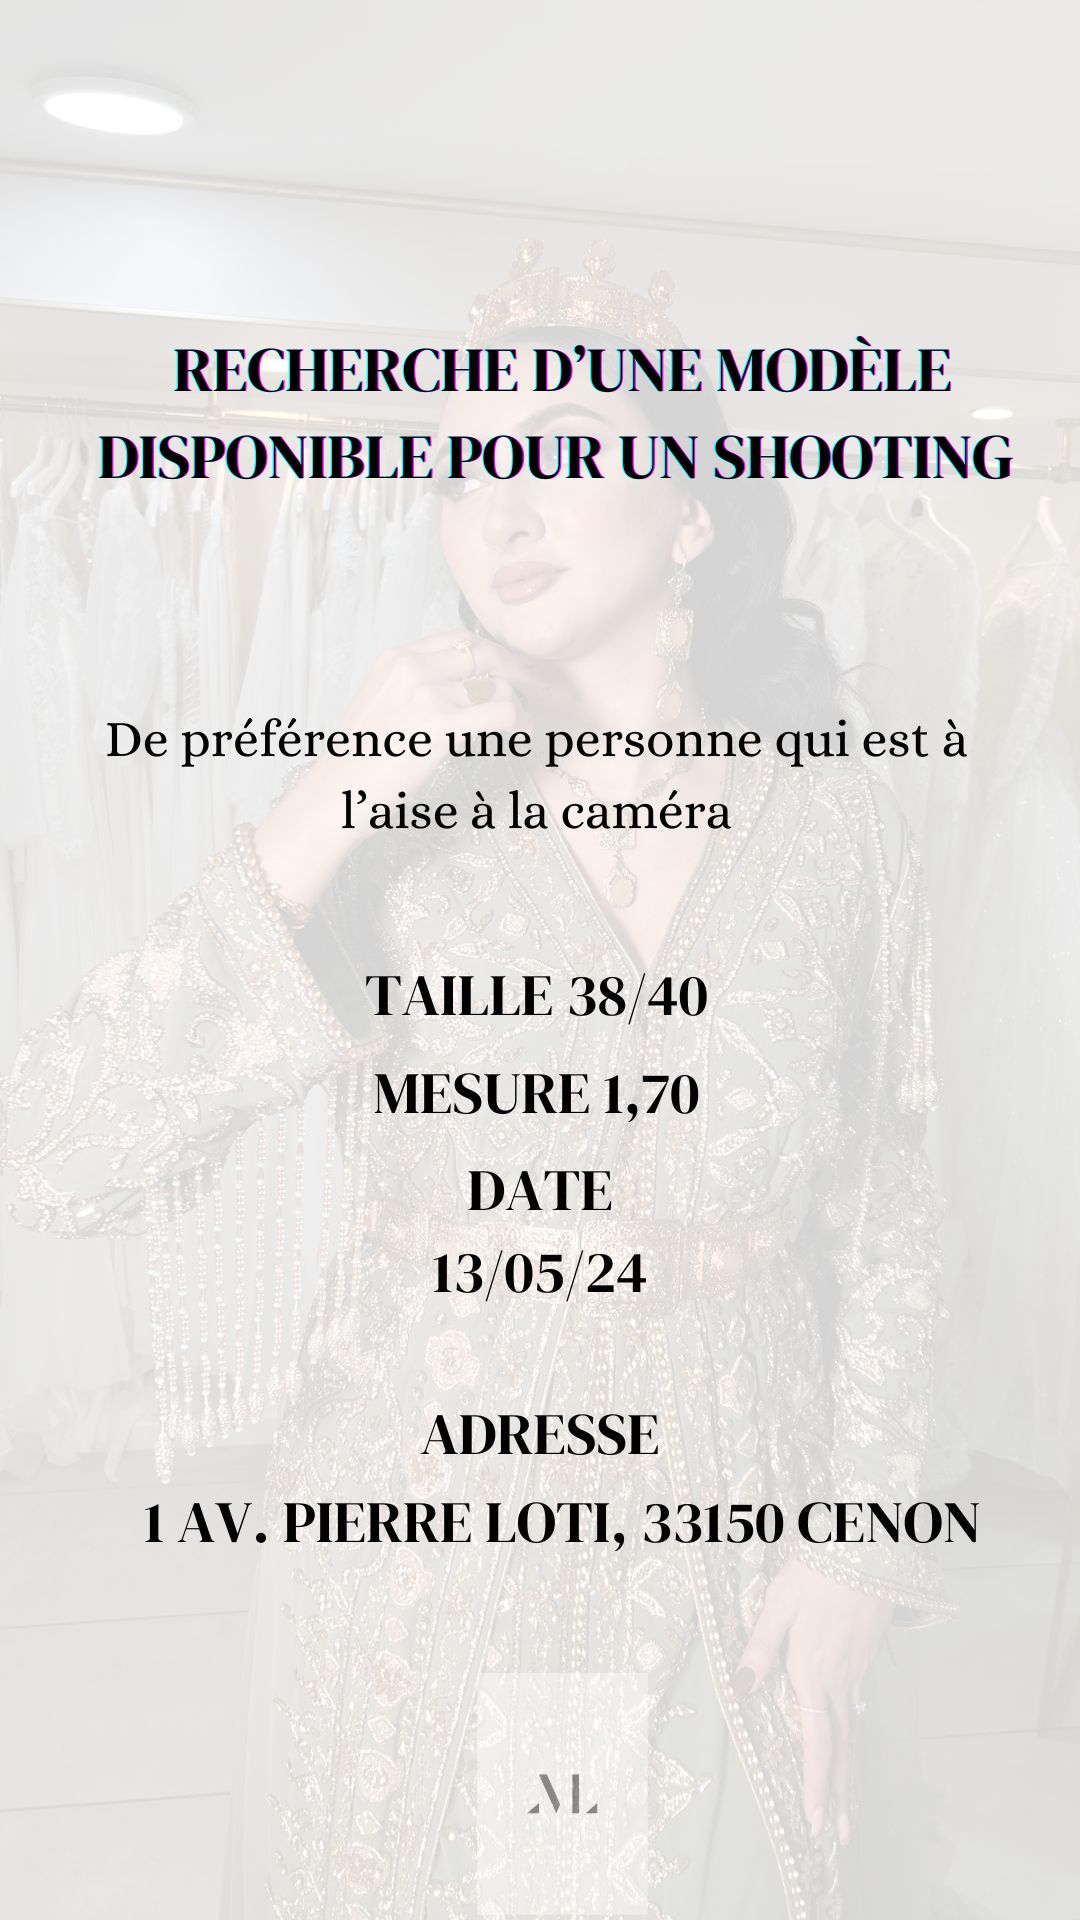 RECHERCHE D’UNE MODÈLE
DISPONIBLE POUR UN SHOOTING
De préférence une personne qui est à
l’aise à la caméra
TAILLE 38/40
MESURE 1,70
DATE
13/05/24
ADRESSE
1 AV. PIERRE LOTI, 33150 CENON
ML